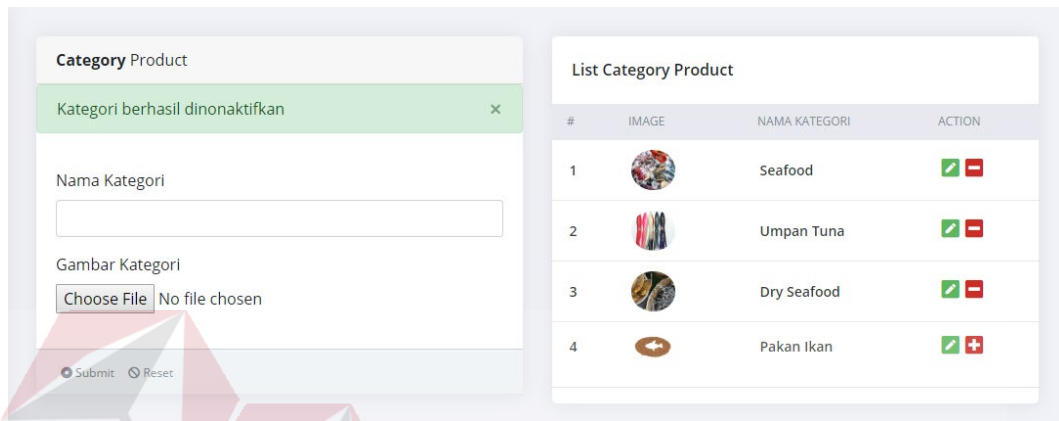 Category Product
Kategori berhasil dinonaktifkan ×
Nama Kategori
Gambar Kategori
Choose File No file chosen
Submit Reset
List Category Product
# IMAGE NAMA KATEGORI ACTION
1 Seafood
2 Umpan Tuna
3 Dry Seafood
4 Pakan Ikan